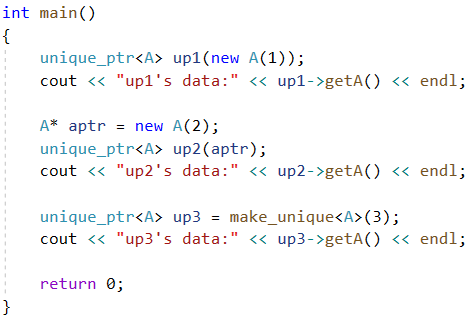 int main()
{
    unique_ptr<A> up1(new A(1));
    cout << "up1's data:" << up1->getA() << endl;
    A* aptr = new A(2);
    unique_ptr<A> up2(aptr);
    cout << "up2's data:" << up2->getA() << endl;
    unique_ptr<A> up3 = make_unique<A>(3);
    cout << "up3's data:" << up3->getA() << endl;
    return 0;
}